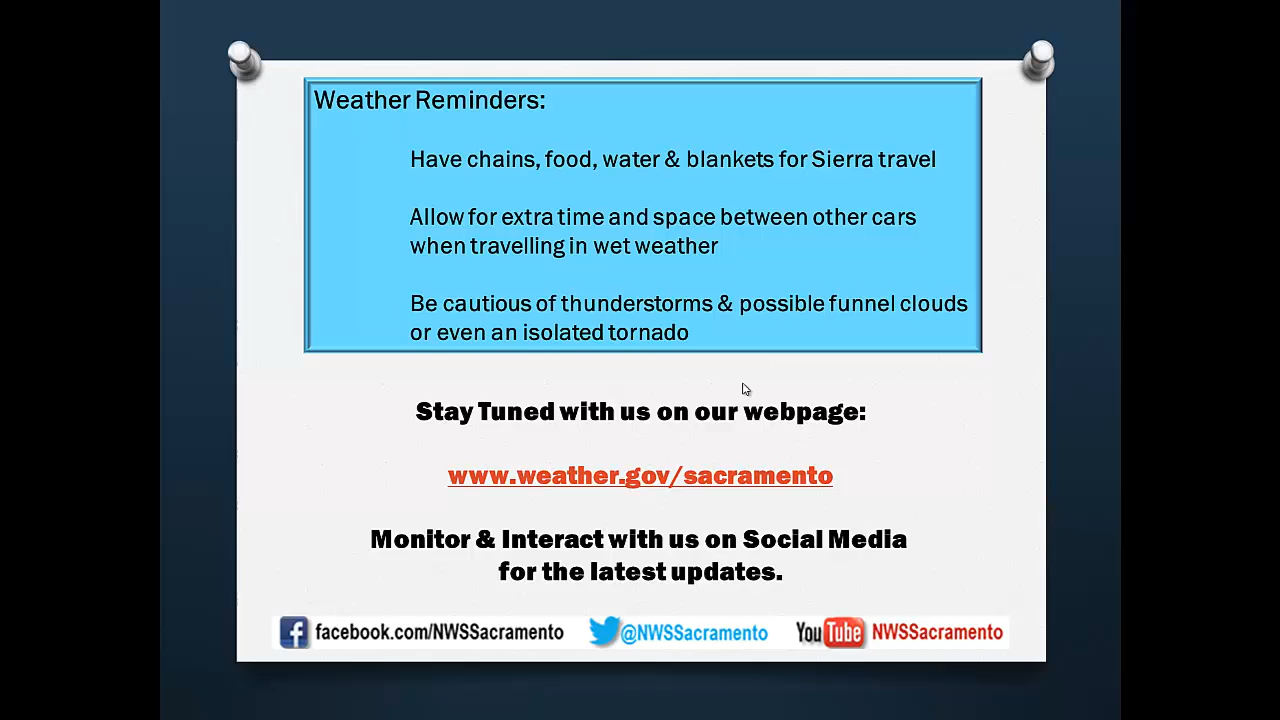 Weather Reminders:
Have chains, food, water & blankets for Sierra travel
Allow for extra time and space between other cars
when travelling in wet weather
Be cautious of thunderstorms & possible funnel clouds
or even an isolated tornado
Stay Tuned with us on our webpage:
www.weather.gov/sacramento
Monitor & Interact with us on Social Media
for the latest updates.
f facebook.com/NWSSacramento @NWSSacramento You Tube NWSSacramento